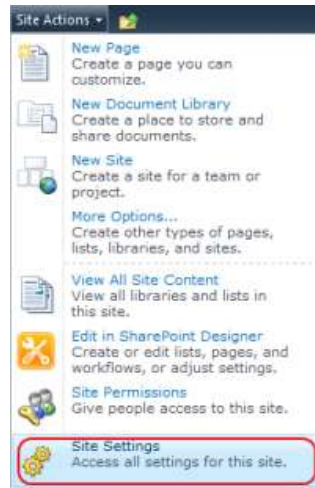 Site Actions
New Page
Create a page you can
customize.
New Document Library
Create a place to store and
share documents.
New Site
Create a site for a team or
project.
More Options...
Create other types of pages,
lists, libraries, and sites.
View All Site Content
View all libraries and lists in
this site.
Edit in SharePoint Designer
Create or edit lists, pages, and
workflows, or adjust settings.
Site Permissions
Give people access to this site.
Site Settings
Access all settings for this site.